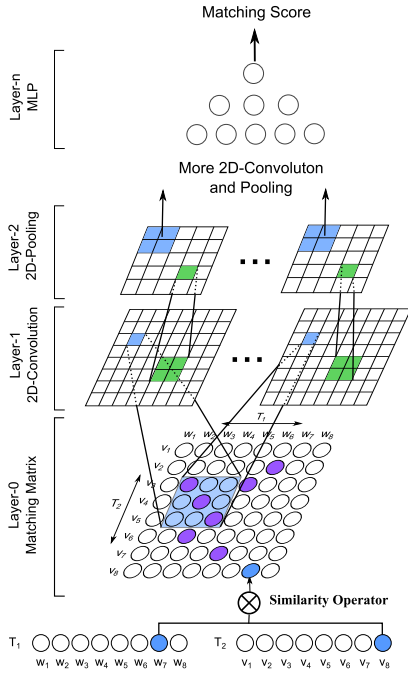 Matching Score
Layer-n
MLP
More 2D-Convoluton
and Pooling
Layer-2
2D-Pooling
...
...
Layer-1
2D-Convolution
Layer-0
Matching Matrix
T1
w1 w2 w3 w4 w5 w6 w7 w8
T2
v1
v2
v3
v4
v5
v6
v7
v8
Similarity Operator
T1
w1 w2 w3 w4 w5 w6 w7 w8
T2
v1 v2 v3 v4 v5 v6 v7 v8